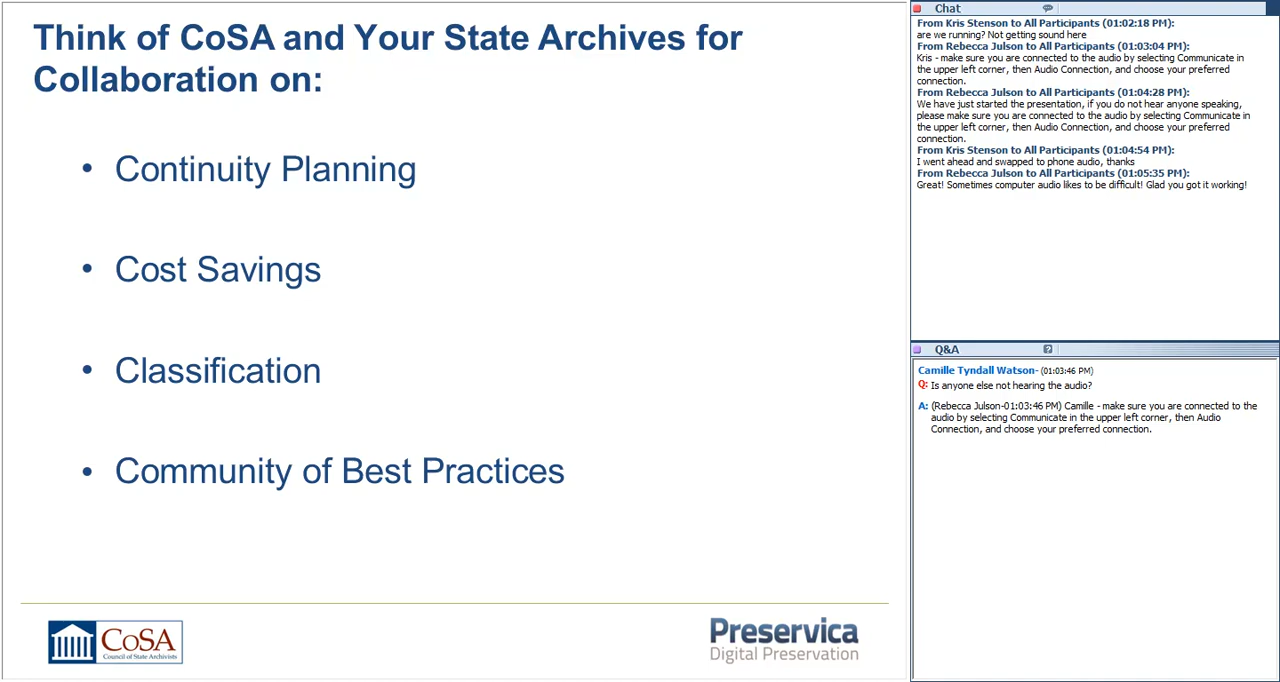 Think of CoSA and Your State Archives for
Collaboration on:
• Continuity Planning
• Cost Savings
• Classification
• Community of Best Practices
CoSA
Council of State Archivists
Preservica
Digital Preservation
Chat
From Kris Stenson to All Participants (01:02:18 PM):
are we running? Not getting sound here
From Rebecca Julson to All Participants (01:03:04 PM):
Kris - make sure you are connected to the audio by selecting Communicate in
the upper left corner, then Audio Connection, and choose your preferred
connection.
From Rebecca Julson to All Participants (01:04:28 PM):
We have just started the presentation, if you do not hear anyone speaking,
please make sure you are connected to the audio by selecting Communicate in
the upper left corner, then Audio Connection, and choose your preferred
connection.
From Kris Stenson to All Participants (01:04:54 PM):
I went ahead and swapped to phone audio, thanks
From Rebecca Julson to All Participants (01:05:35 PM):
Great! Sometimes computer audio likes to be difficult! Glad you got it working!
Q&A
Camille Tyndall Watson- (01:03:46 PM)
Q: Is anyone else not hearing the audio?
A: (Rebecca Julson-01:03:46 PM) Camille - make sure you are connected to the
audio by selecting Communicate in the upper left corner, then Audio
Connection, and choose your preferred connection.